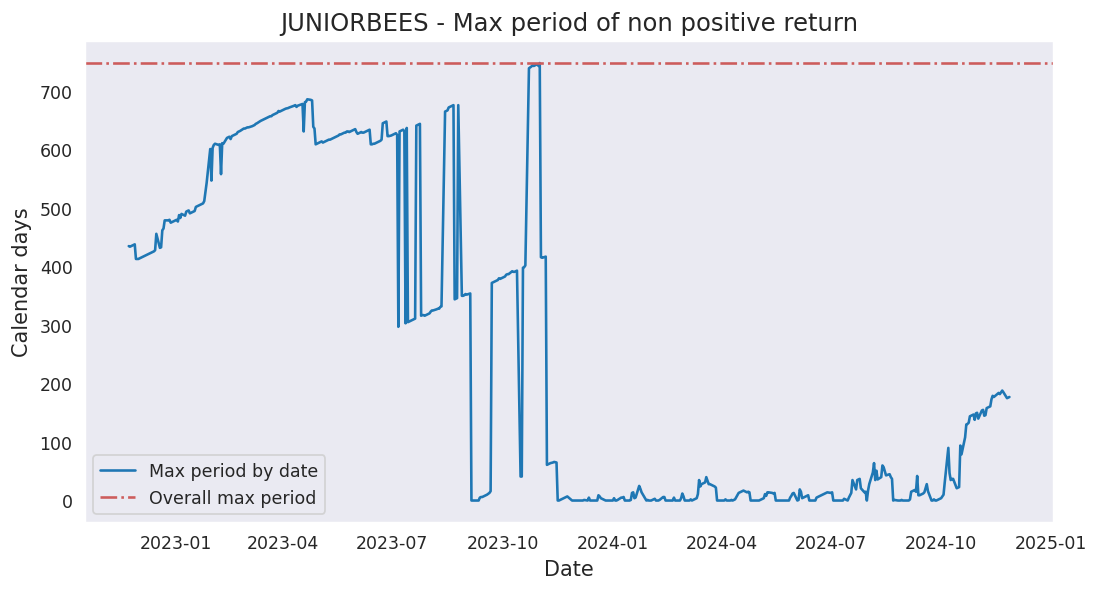 JUNIORBEES - Max period of non positive return
Calendar days
700
600
500
400
300
200
100
0
Max period by date
Overall max period
2023-01 2023-04 2023-07 2023-10 2024-01 2024-04 2024-07 2024-10 2025-01
Date